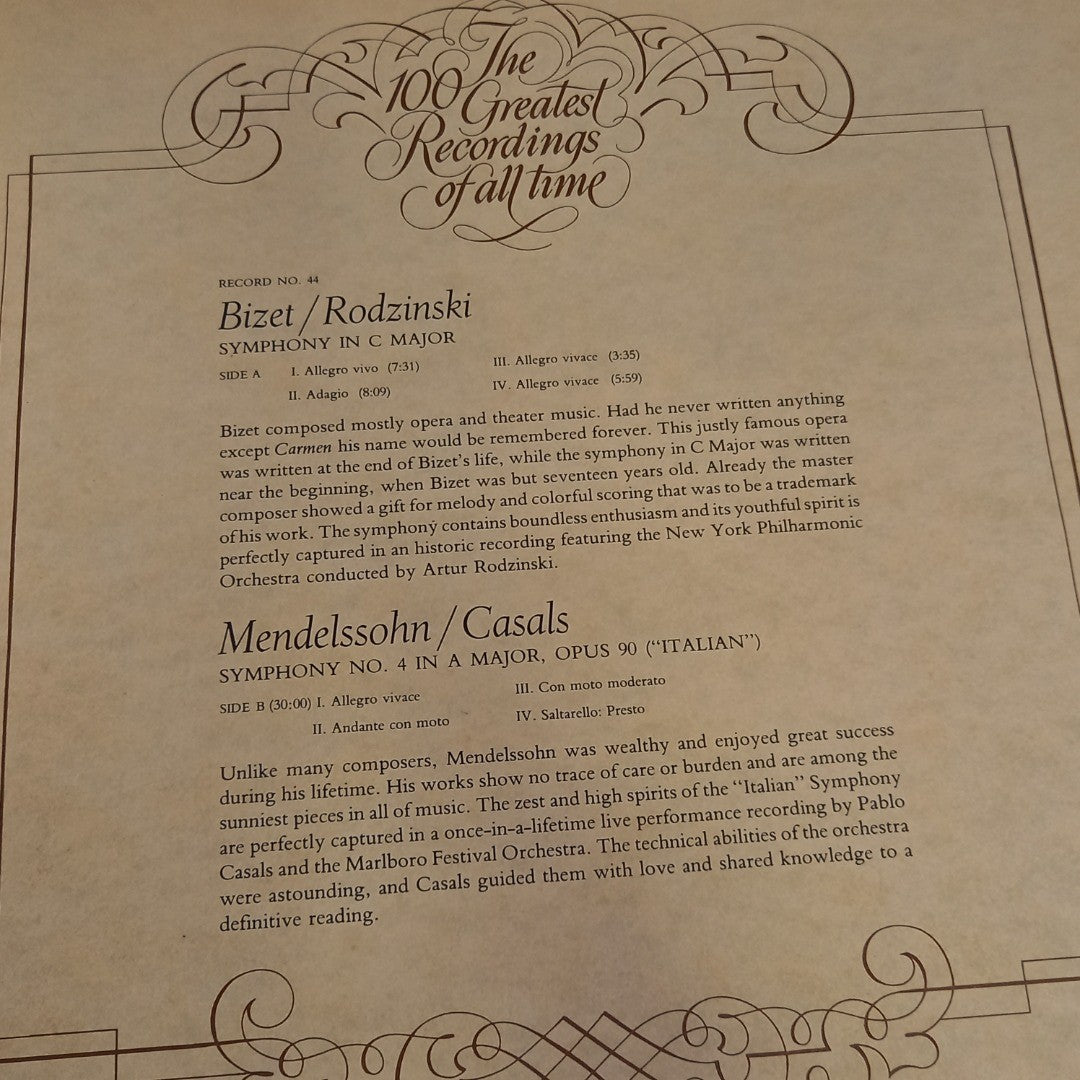 The
100 Greatest
Recordings
of all time
RECORD NO. 44
Bizet / Rodzinski
SYMPHONY IN C MAJOR
SIDE A I. Allegro vivo (7:31) III. Allegro vivace (3:35)
II. Adagio (8:09) IV. Allegro vivace (5:59)
Bizet composed mostly opera and theater music. Had he never written anything
except Carmen his name would be remembered forever. This justly famous opera
was written at the end of Bizet's life, while the symphony in C Major was written
near the beginning, when Bizet was but seventeen years old. Already the master
composer showed a gift for melody and colorful scoring that was to be a trademark
of his work. The symphony contains boundless enthusiasm and its youthful spirit is
perfectly captured in an historic recording featuring the New York Philharmonic
Orchestra conducted by Artur Rodzinski.
Mendelssohn / Casals
SYMPHONY NO. 4 IN A MAJOR, OPUS 90 (“ITALIAN”)
SIDE B (30:00) I. Allegro vivace III. Con moto moderato
II. Andante con moto IV. Saltarello: Presto
Unlike many composers, Mendelssohn was wealthy and enjoyed great success
during his lifetime. His works show no trace of care or burden and are among the
sunniest pieces in all of music. The zest and high spirits of the “Italian” Symphony
are perfectly captured in a once-in-a-lifetime live performance recording by Pablo
Casals and the Marlboro Festival Orchestra. The technical abilities of the orchestra
were astounding, and Casals guided them with love and shared knowledge to a
definitive reading.